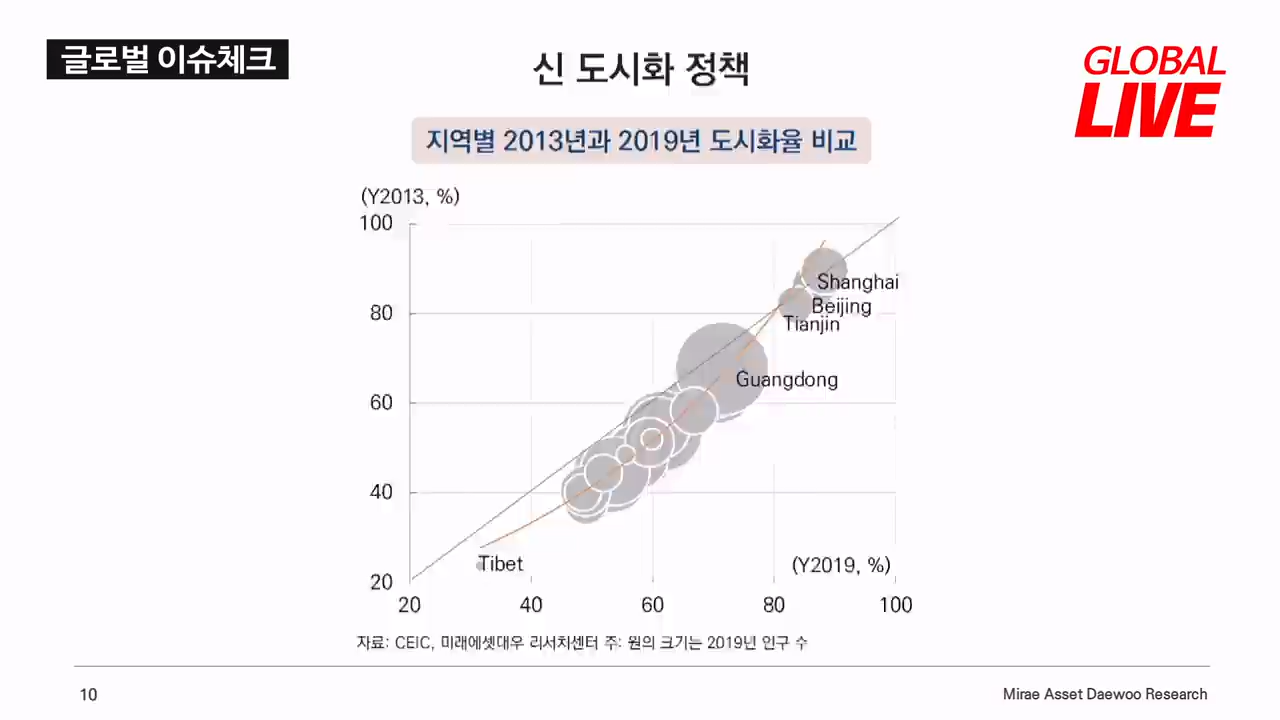 글로벌 이슈체크
신 도시화 정책
GLOBAL
LIVE
지역별 2013년과 2019년 도시화율 비교
(Y2013, %)
100
80
60
40
20
Shanghai
Beijing
Tianjin
Guangdong
Tibet
(Y2019, %)
20 40 60 80 100
자료: CEIC, 미래에셋대우 리서치센터 주: 원의 크기는 2019년 인구 수
10
Mirae Asset Daewoo Research